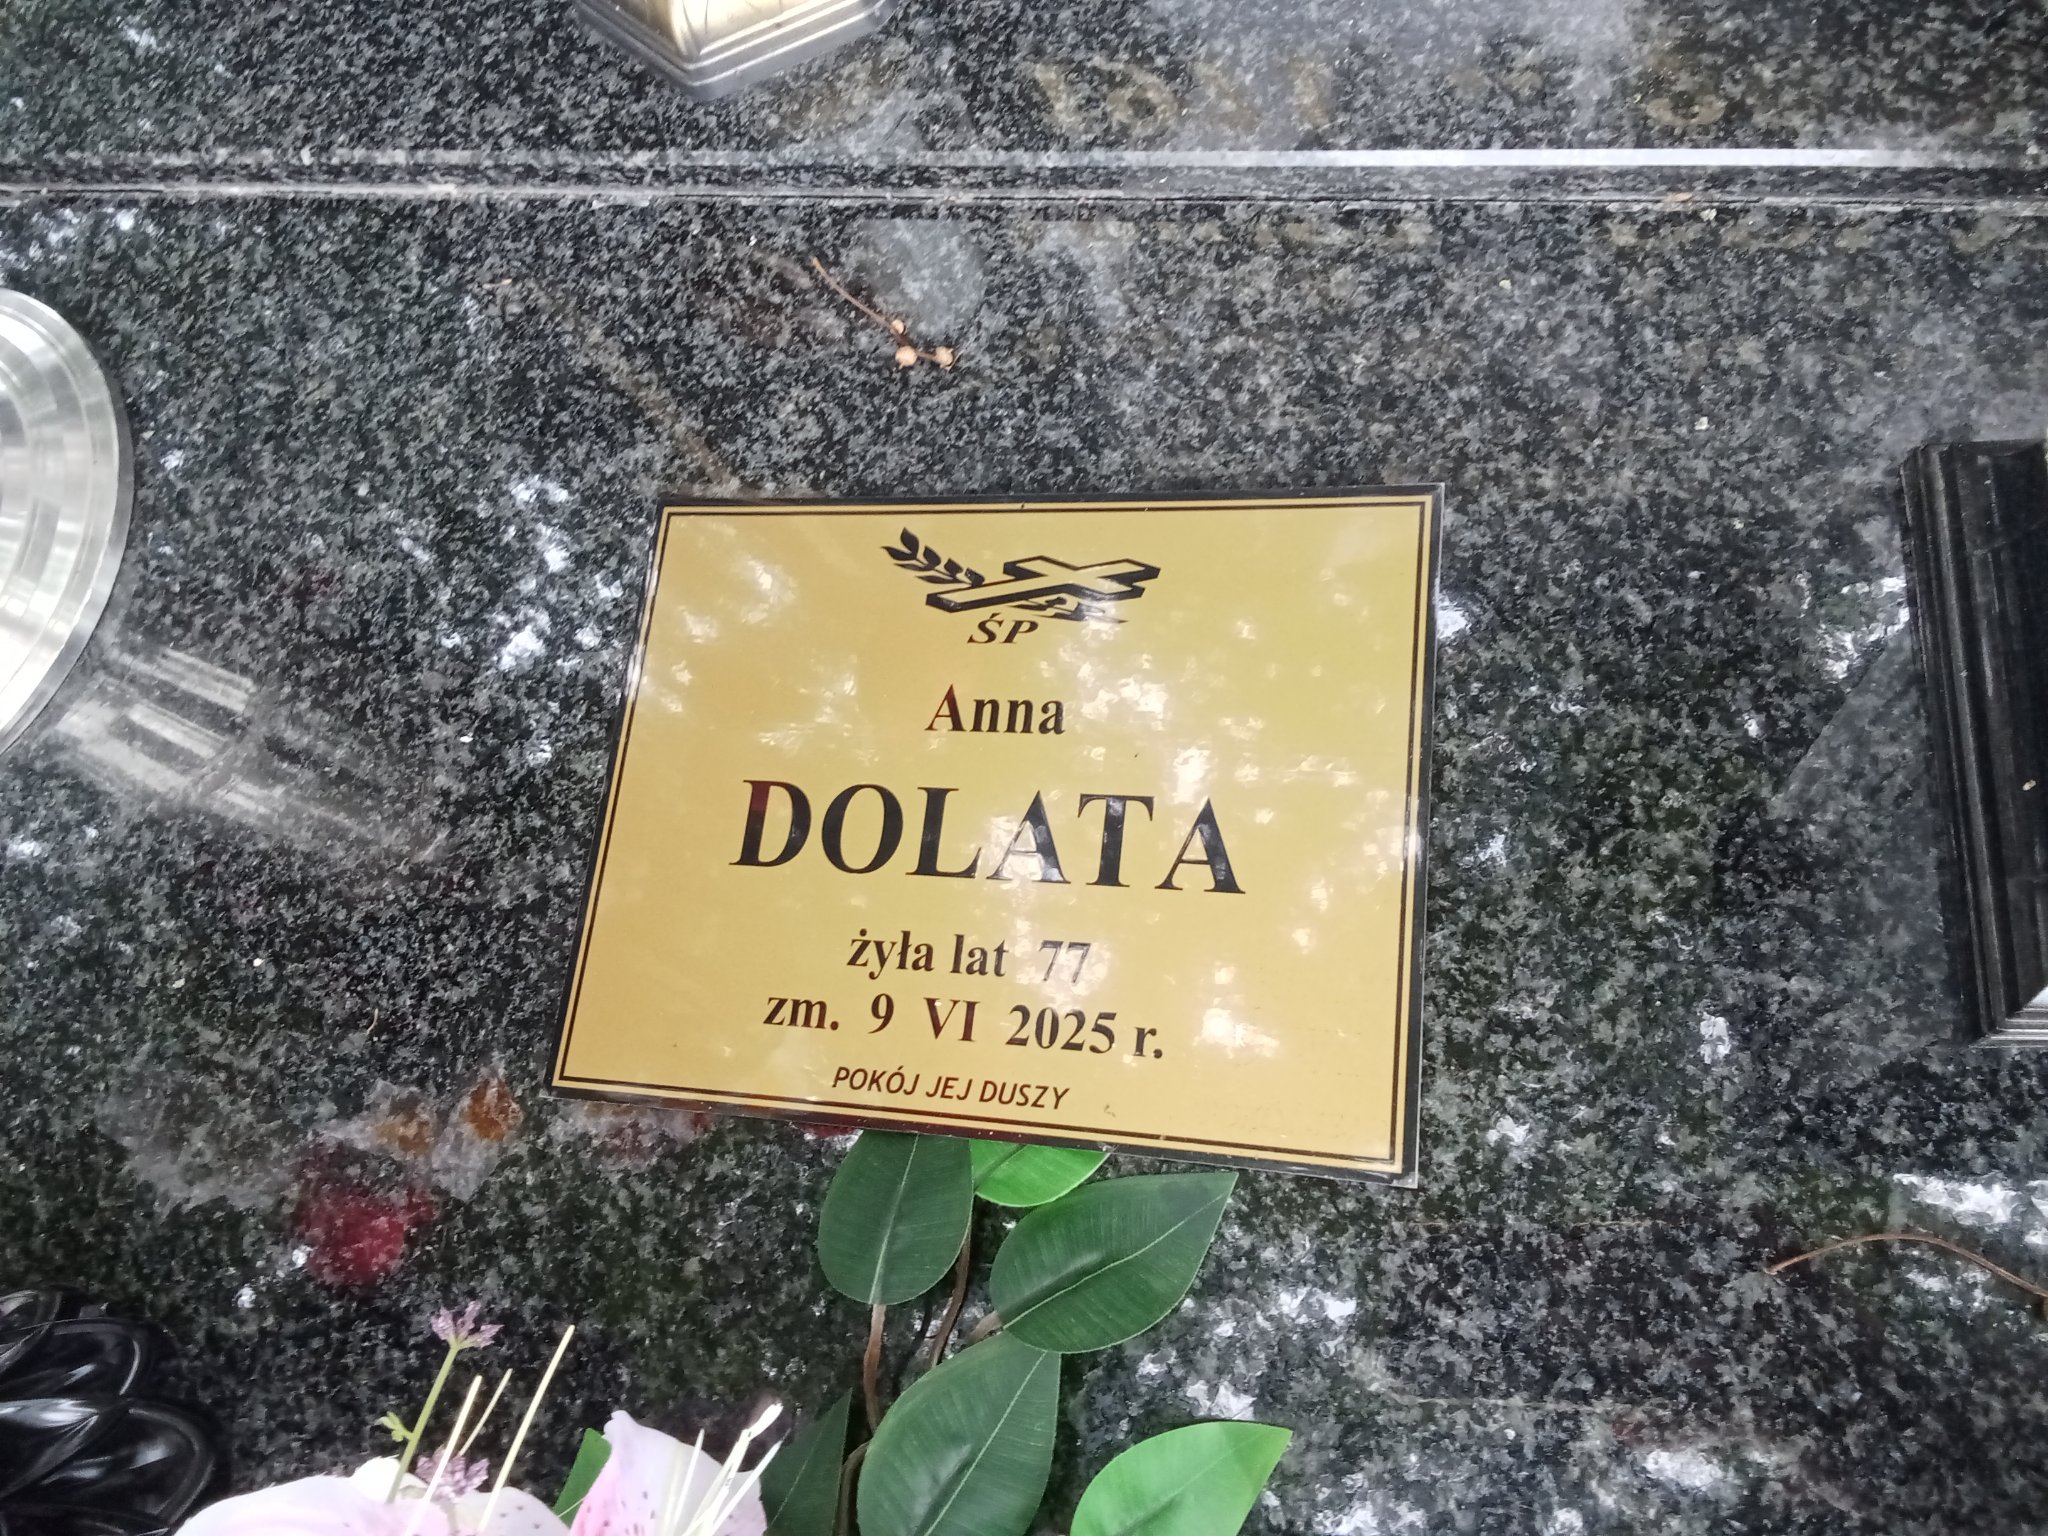 ŚP
Anna
DOLATA
żyła lat 77
zm. 9 VI 2025 r.
POKÓJ JEJ DUSZY